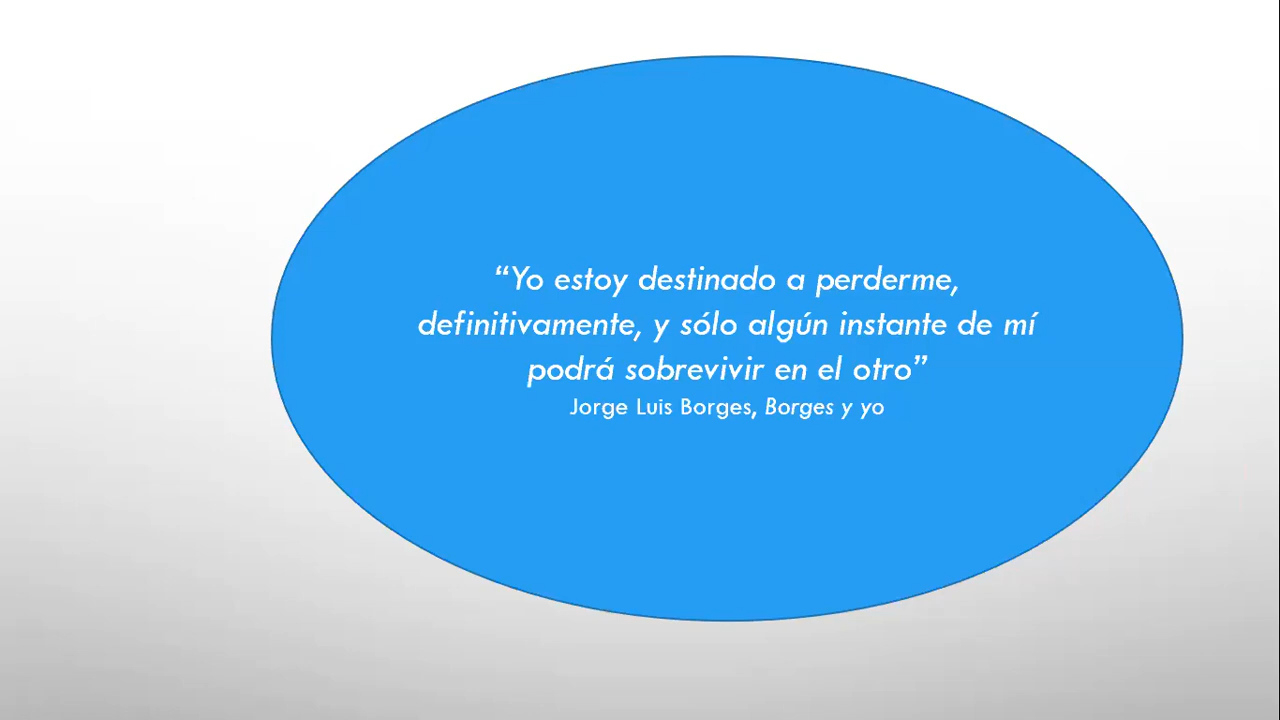 “Yo estoy destinado a perderme,
definitivamente, y sólo algún instante de mí
podrá sobrevivir en el otro”
Jorge Luis Borges, Borges y yo